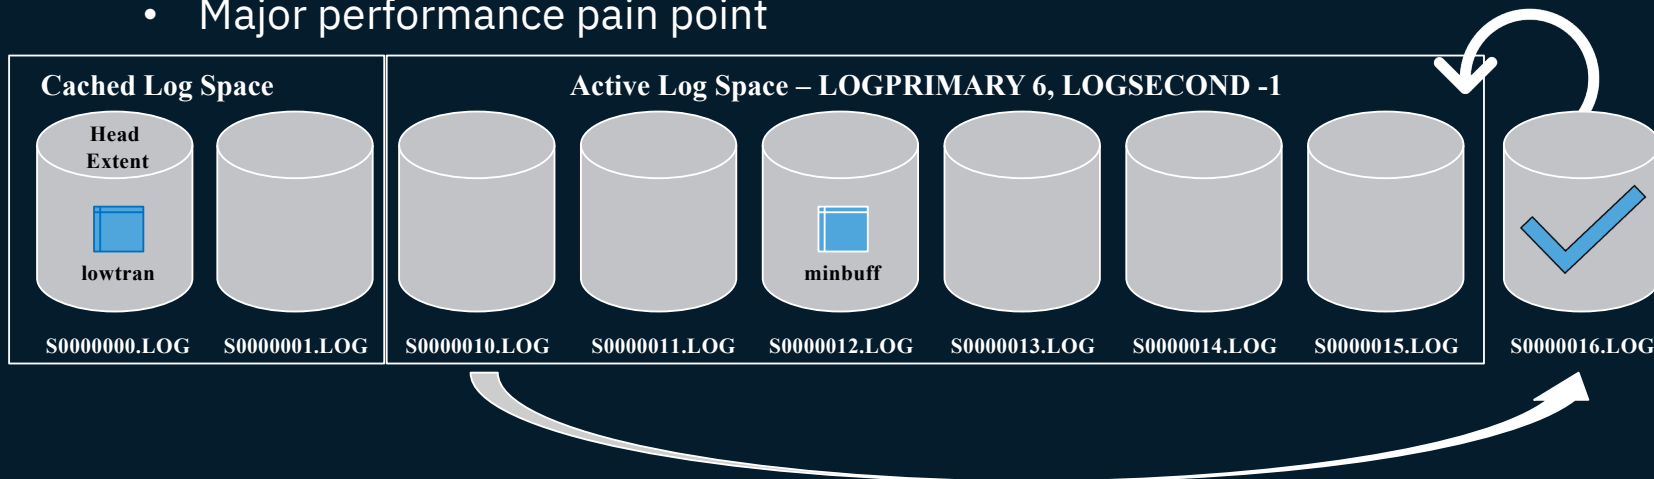 • Major performance pain point
Cached Log Space
Active Log Space – LOGPRIMARY 6, LOGSECOND -1
Head
Extent
lowtran
minbuff
S0000000.LOG S0000001.LOG S0000010.LOG S0000011.LOG S0000012.LOG S0000013.LOG S0000014.LOG S0000015.LOG S0000016.LOG